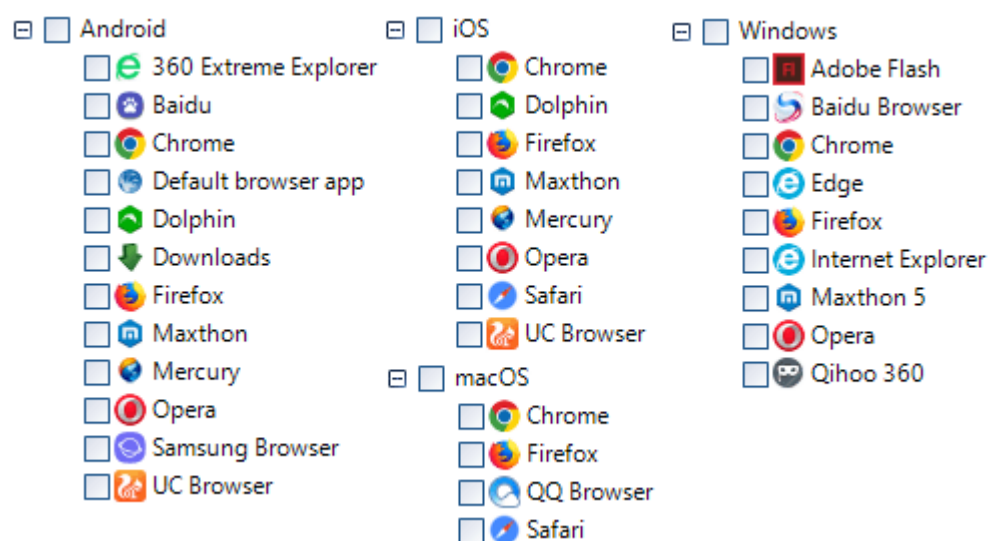 Android
360 Extreme Explorer
Baidu
Chrome
Default browser app
Dolphin
Downloads
Firefox
Maxthon
Mercury
Opera
Samsung Browser
UC Browser
iOS
Chrome
Dolphin
Firefox
Maxthon
Mercury
Opera
Safari
UC Browser
macOS
Chrome
Firefox
QQ Browser
Safari
Windows
Adobe Flash
Baidu Browser
Chrome
Edge
Firefox
Internet Explorer
Maxthon 5
Opera
Qihoo 360